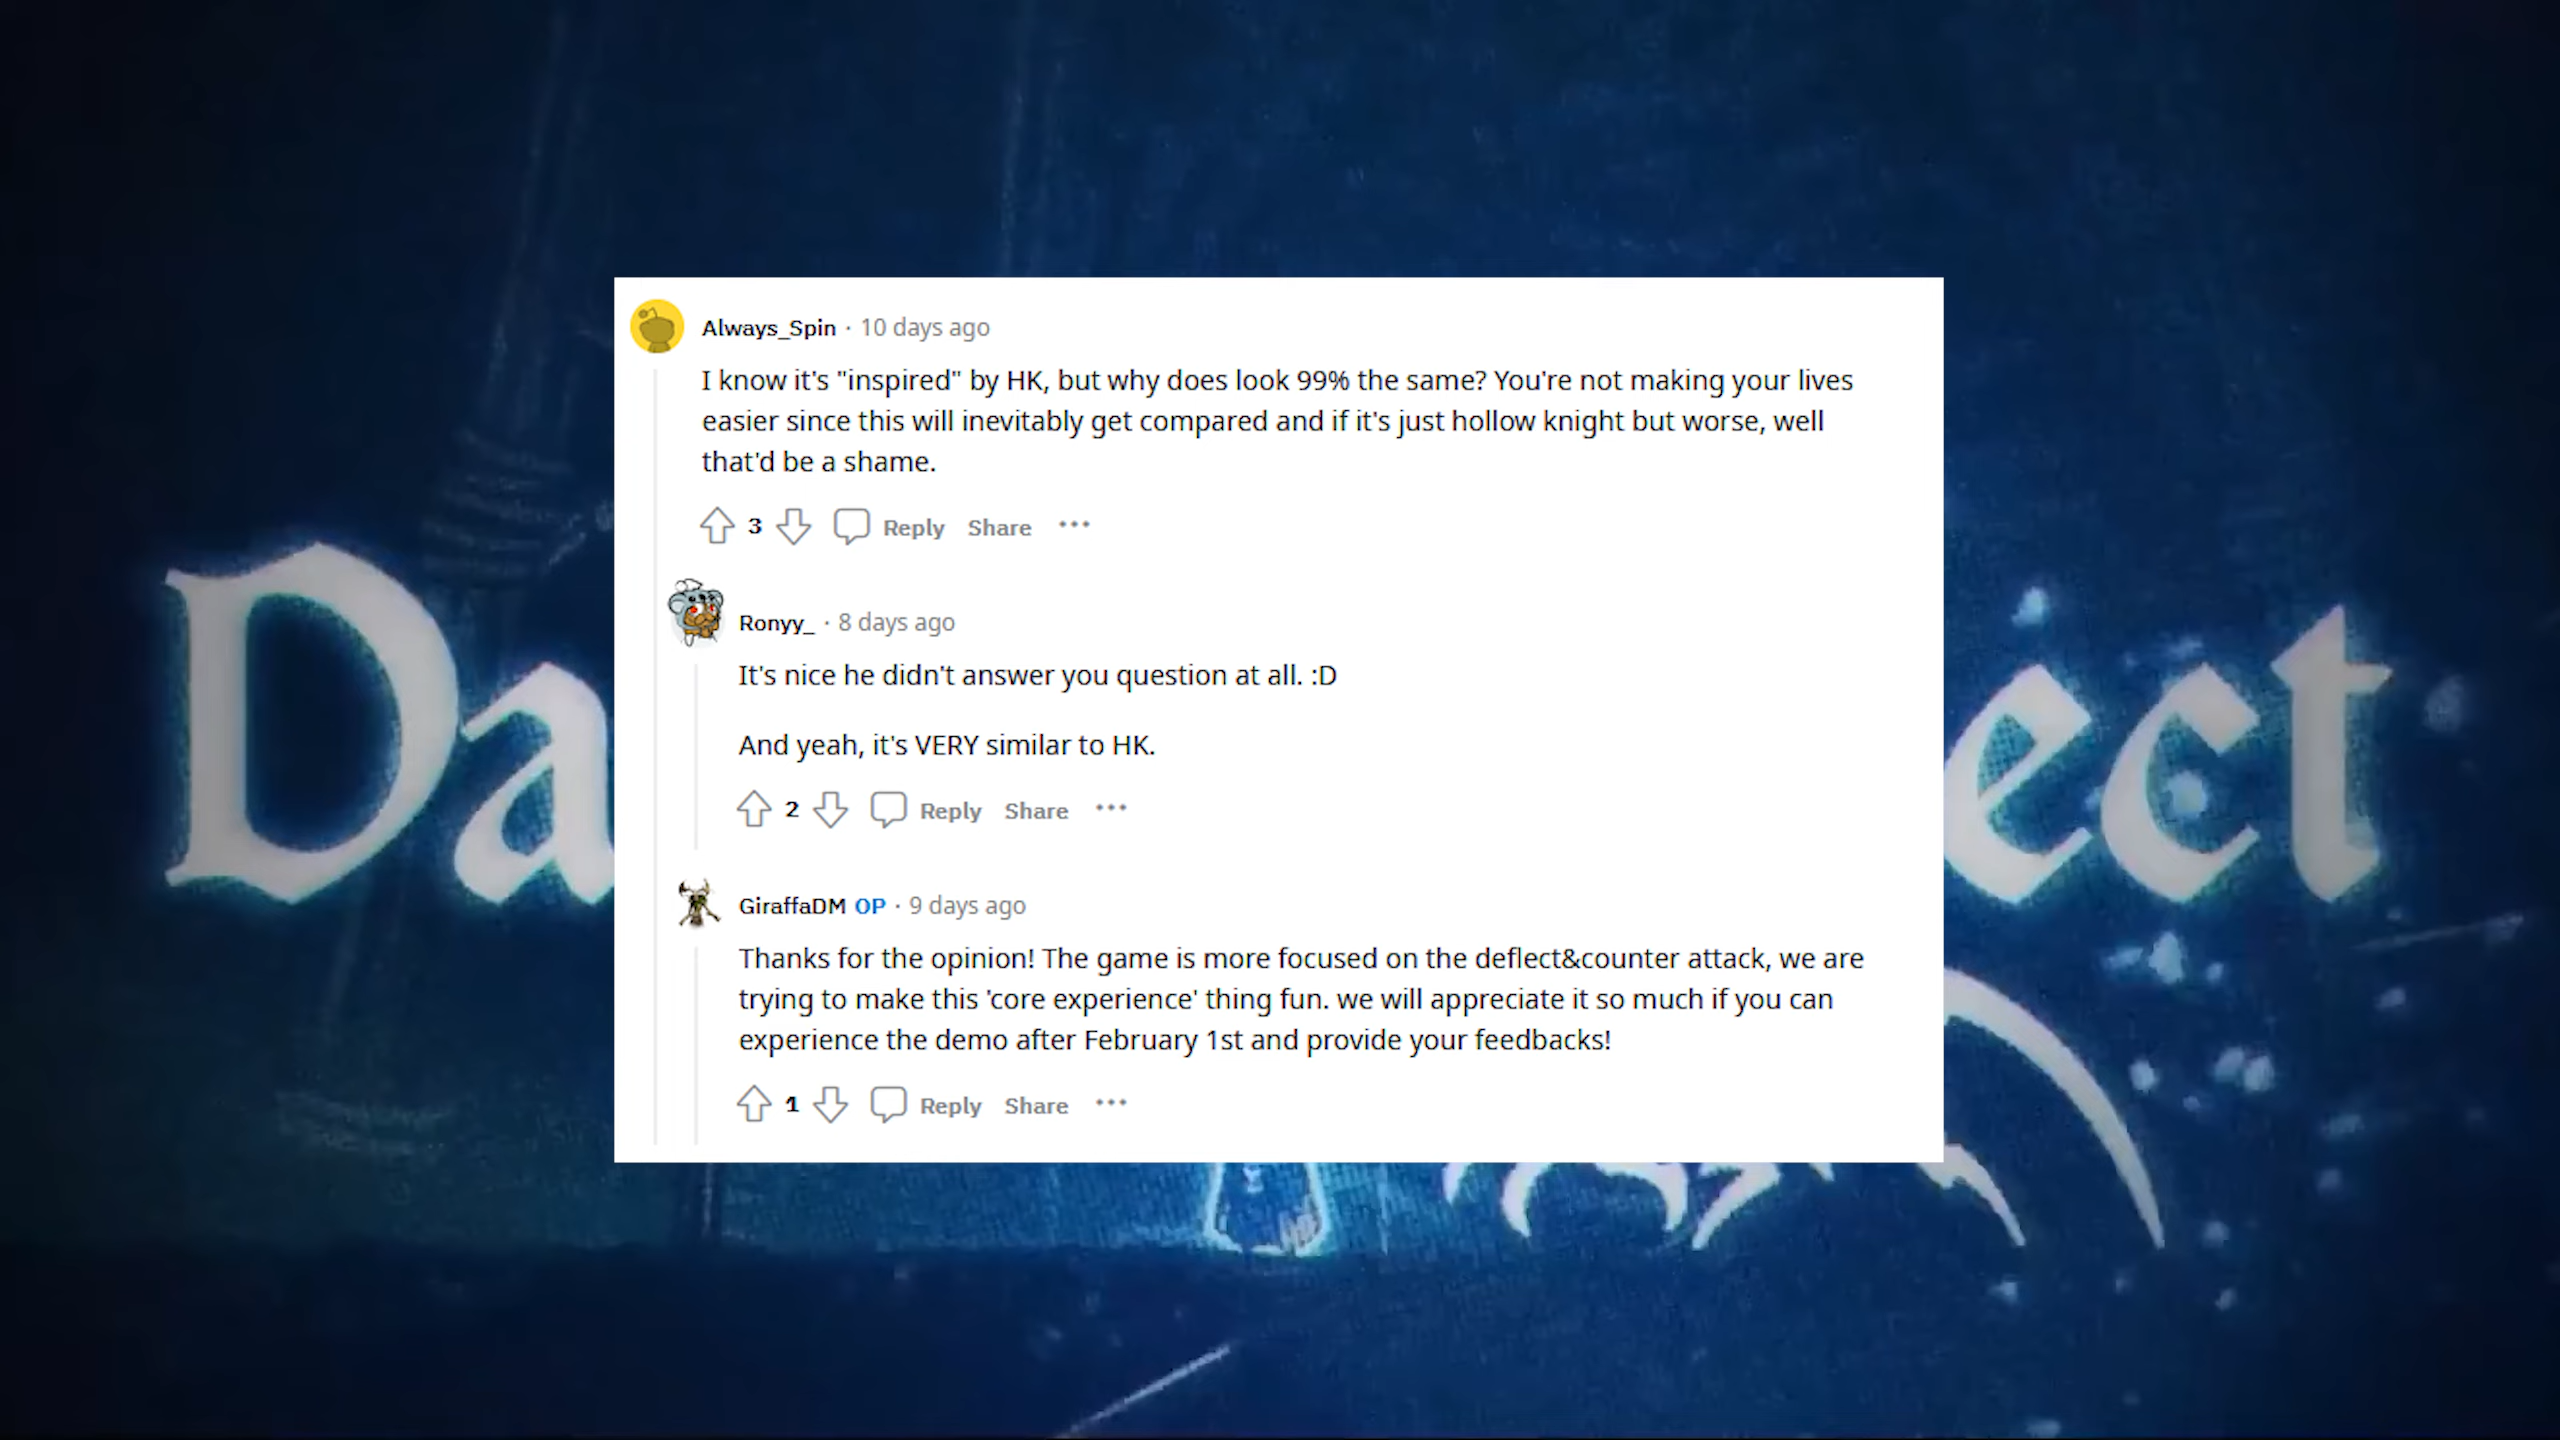 Always_Spin · 10 days ago
I know it's "inspired" by HK, but why does look 99% the same? You're not making your lives
easier since this will inevitably get compared and if it's just hollow knight but worse, well
that'd be a shame.
3 Reply Share ···
Ronyy_ · 8 days ago
It's nice he didn't answer you question at all. :D
And yeah, it's VERY similar to HK.
2 Reply Share ···
Da
ect
GiraffaDM OP · 9 days ago
Thanks for the opinion! The game is more focused on the deflect&counter attack, we are
trying to make this 'core experience' thing fun. we will appreciate it so much if you can
experience the demo after February 1st and provide your feedbacks!
1 Reply Share ···